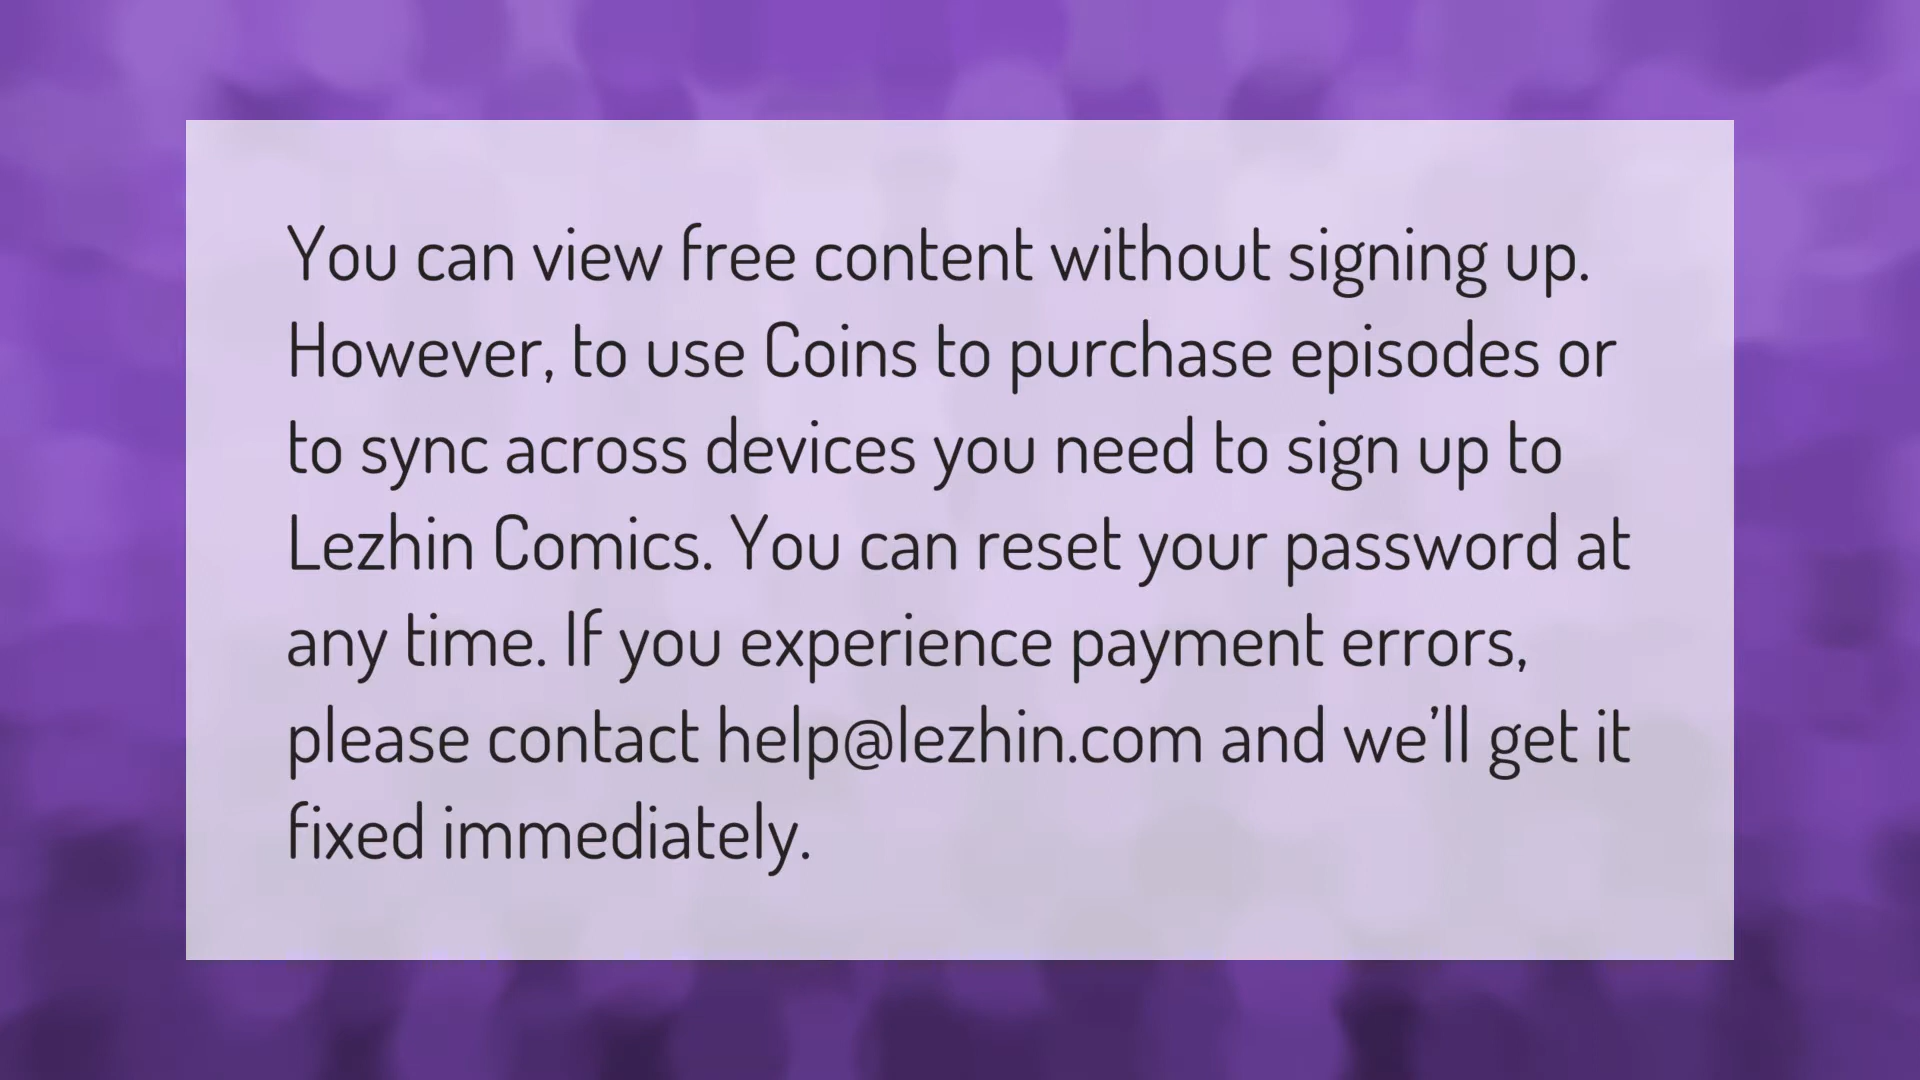 You can view free content without signing up.
However, to use Coins to purchase episodes or
to sync across devices you need to sign up to
Lezhin Comics. You can reset your password at
any time. If you experience payment errors,
please contact help@lezhin.com and we’ll get it
fixed immediately.